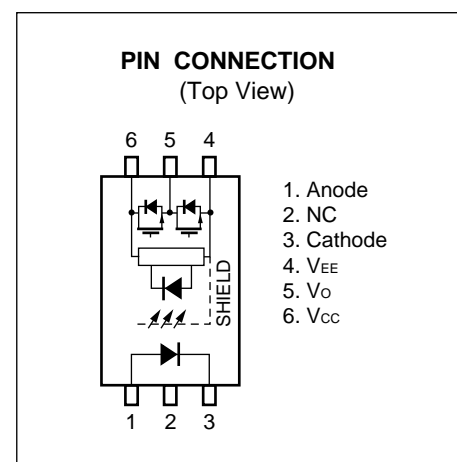 PIN CONNECTION
(Top View)
6 5 4
1. Anode
2. NC
3. Cathode
4. VEE
5. VO
6. VCC
SHIELD
1 2 3